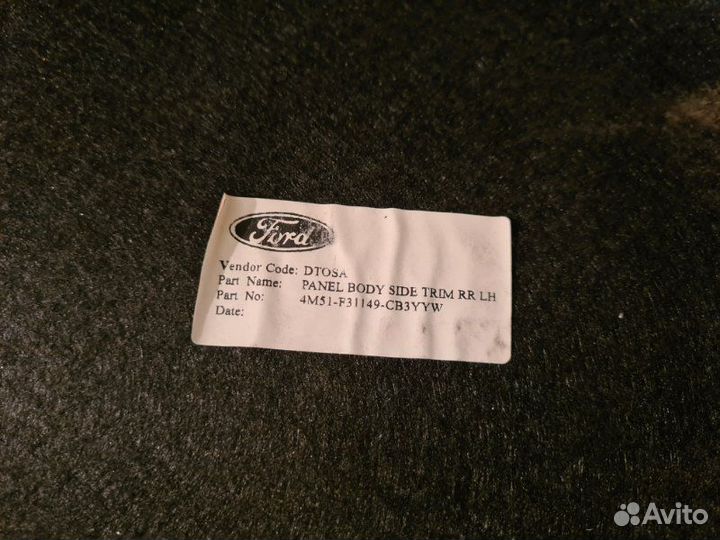 Ford
Vendor Code: DTOSA
Part Name: PANEL BODY SIDE TRIM RR LH
Part No: 4M51-F31149-CB3YYW
Date:
Avito